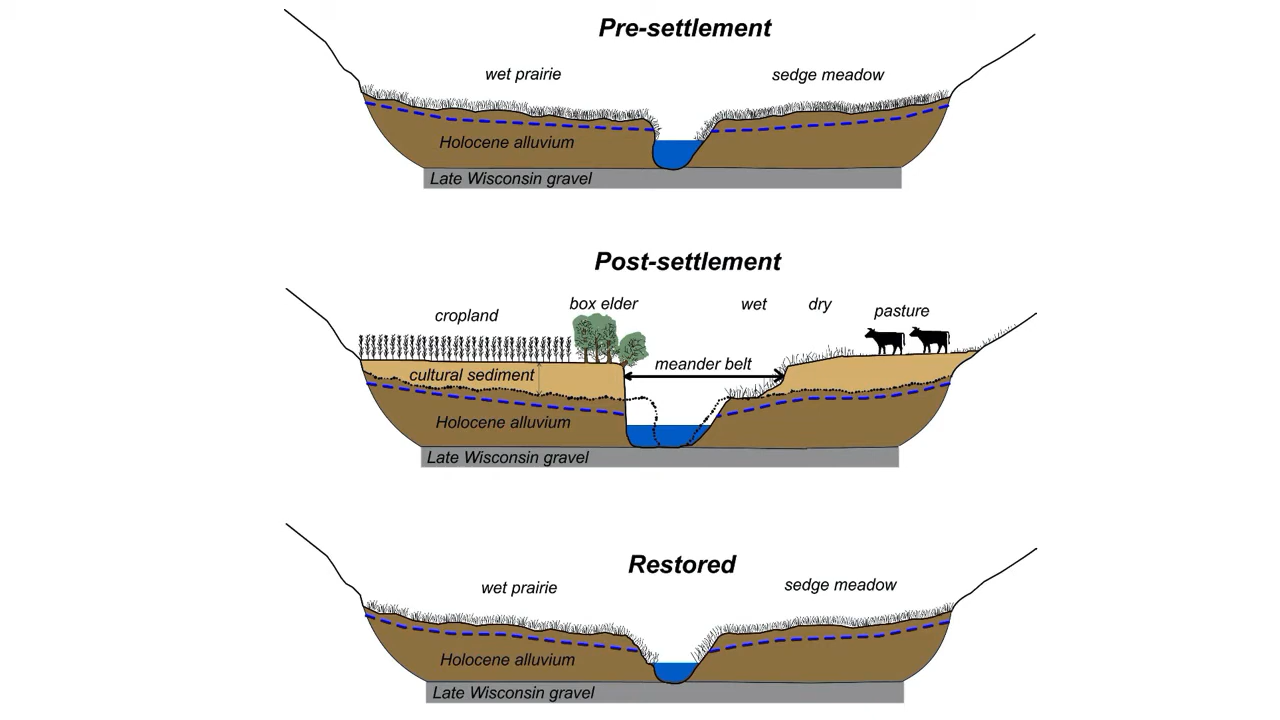 Pre-settlement
wet prairie
sedge meadow
Holocene alluvium
Late Wisconsin gravel
Post-settlement
cropland
box elder
wet
dry
pasture
meander belt
cultural sediment
Holocene alluvium
Late Wisconsin gravel
Restored
wet prairie
sedge meadow
Holocene alluvium
Late Wisconsin gravel